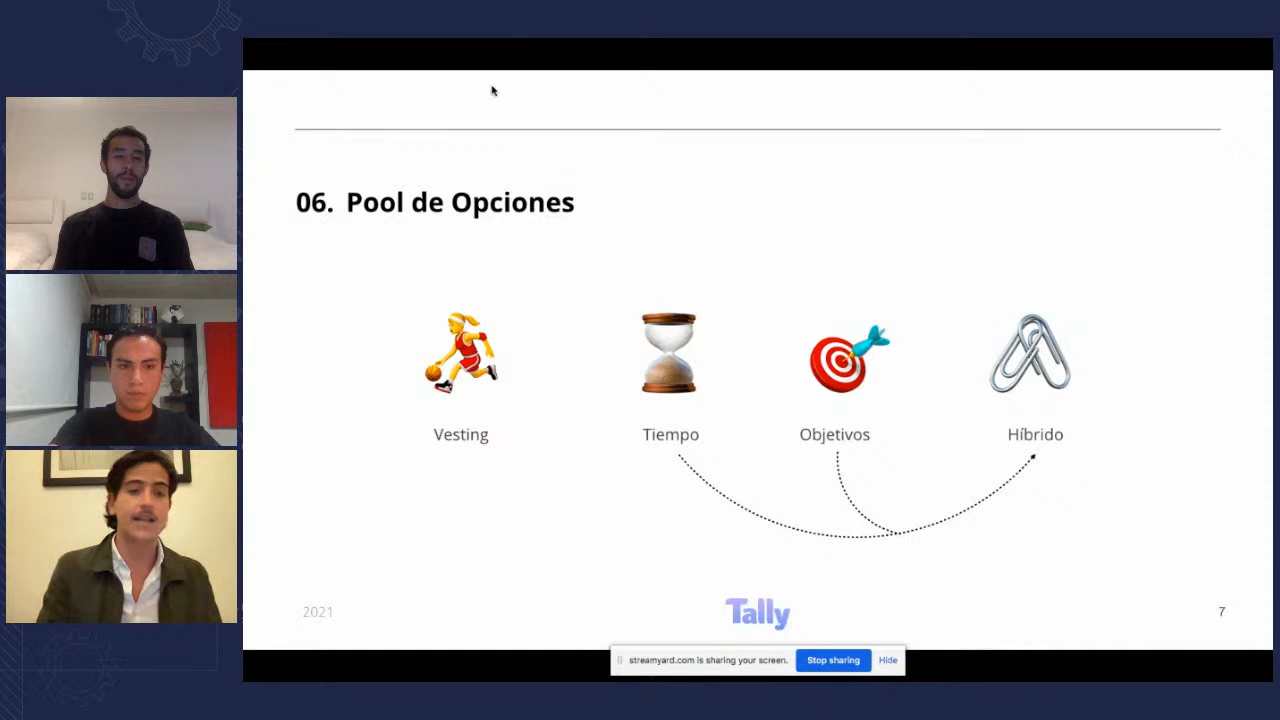 06. Pool de Opciones
Vesting
Tiempo
Objetivos
Híbrido
2021
Tally
7
streamyard.com is sharing your screen.
Stop sharing
Hide